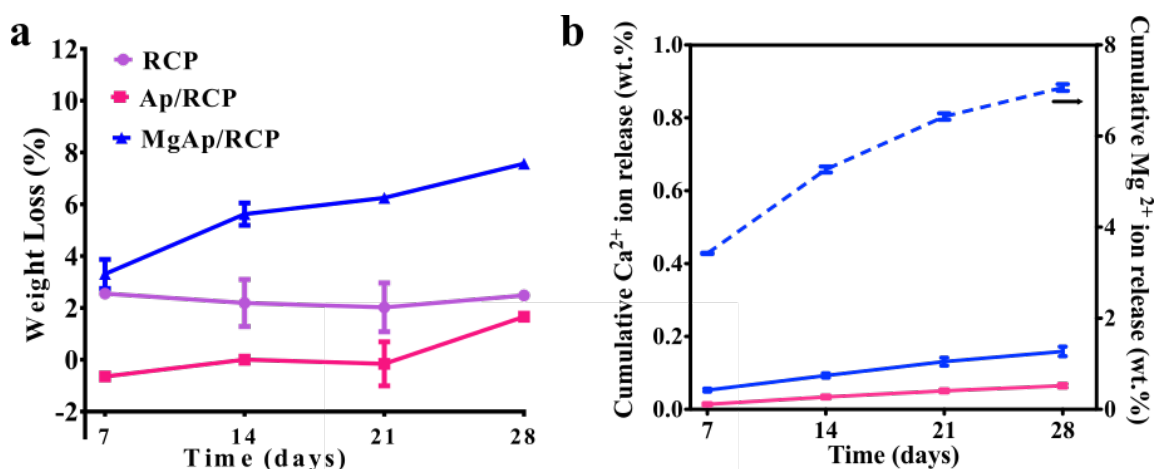 a
Weight Loss (%)
12
10
8
6
4
2
0
-2
RCP
Ap/RCP
MgAp/RCP
7 14 21 28
Time (days)
b
Cumulative Ca²⁺ ion release (wt.%)
1.0
0.8
0.6
0.4
0.2
0.0
7 14 21 28
Time (days)
8
6
4
2
0
Cumulative Mg²⁺ ion release (wt.%)